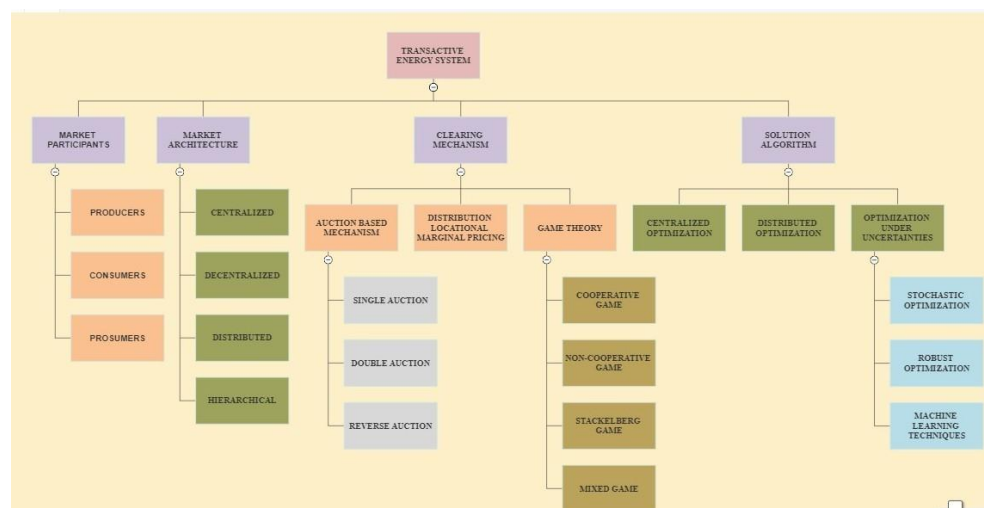 TRANSACTIVE
ENERGY SYSTEM
MARKET
PARTICIPANTS
MARKET
ARCHITECTURE
CLEARING
MECHANISM
SOLUTION
ALGORITHM
PRODUCERS
CONSUMERS
PROSUMERS
CENTRALIZED
DECENTRALIZED
DISTRIBUTED
HIERARCHICAL
AUCTION BASED
MECHANISM
DISTRIBUTION
LOCATIONAL
MARGINAL PRICING
GAME THEORY
SINGLE AUCTION
DOUBLE AUCTION
REVERSE AUCTION
COOPERATIVE
GAME
NON-COOPERATIVE
GAME
STACKELBERG
GAME
MIXED GAME
CENTRALIZED
OPTIMIZATION
DISTRIBUTED
OPTIMIZATION
OPTIMIZATION
UNDER
UNCERTAINTIES
STOCHASTIC
OPTIMIZATION
ROBUST
OPTIMIZATION
MACHINE
LEARNING
TECHNIQUES